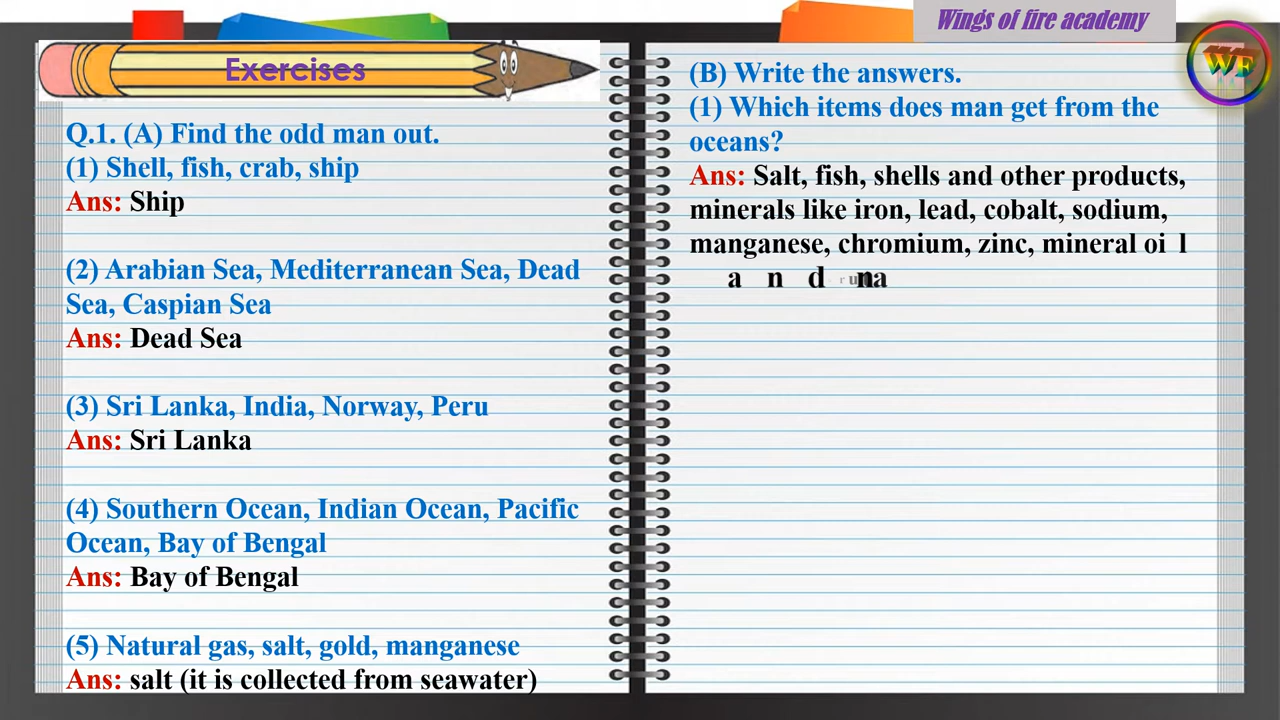 Wings of fire academy
WF
Exercises
Q.1. (A) Find the odd man out.
(1) Shell, fish, crab, ship
Ans: Ship
(2) Arabian Sea, Mediterranean Sea, Dead
Sea, Caspian Sea
Ans: Dead Sea
(3) Sri Lanka, India, Norway, Peru
Ans: Sri Lanka
(4) Southern Ocean, Indian Ocean, Pacific
Ocean, Bay of Bengal
Ans: Bay of Bengal
(5) Natural gas, salt, gold, manganese
Ans: salt (it is collected from seawater)
(B) Write the answers.
(1) Which items does man get from the
oceans?
Ans: Salt, fish, shells and other products,
minerals like iron, lead, cobalt, sodium,
manganese, chromium, zinc, mineral oil
and